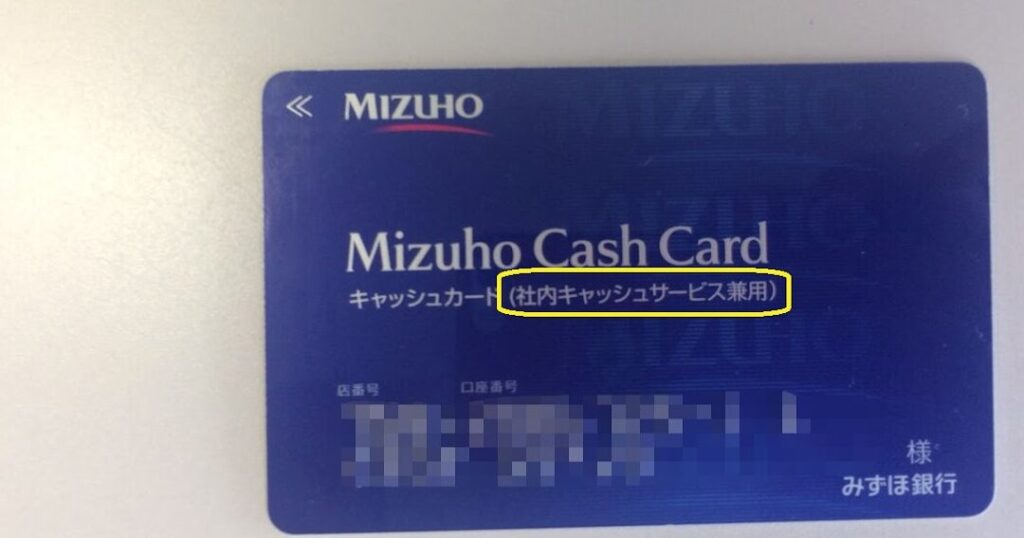 MIZUHO
Mizuho Cash Card
キャッシュカード (社内キャッシュサービス兼用)
店番号 口座番号
様
みずほ銀行